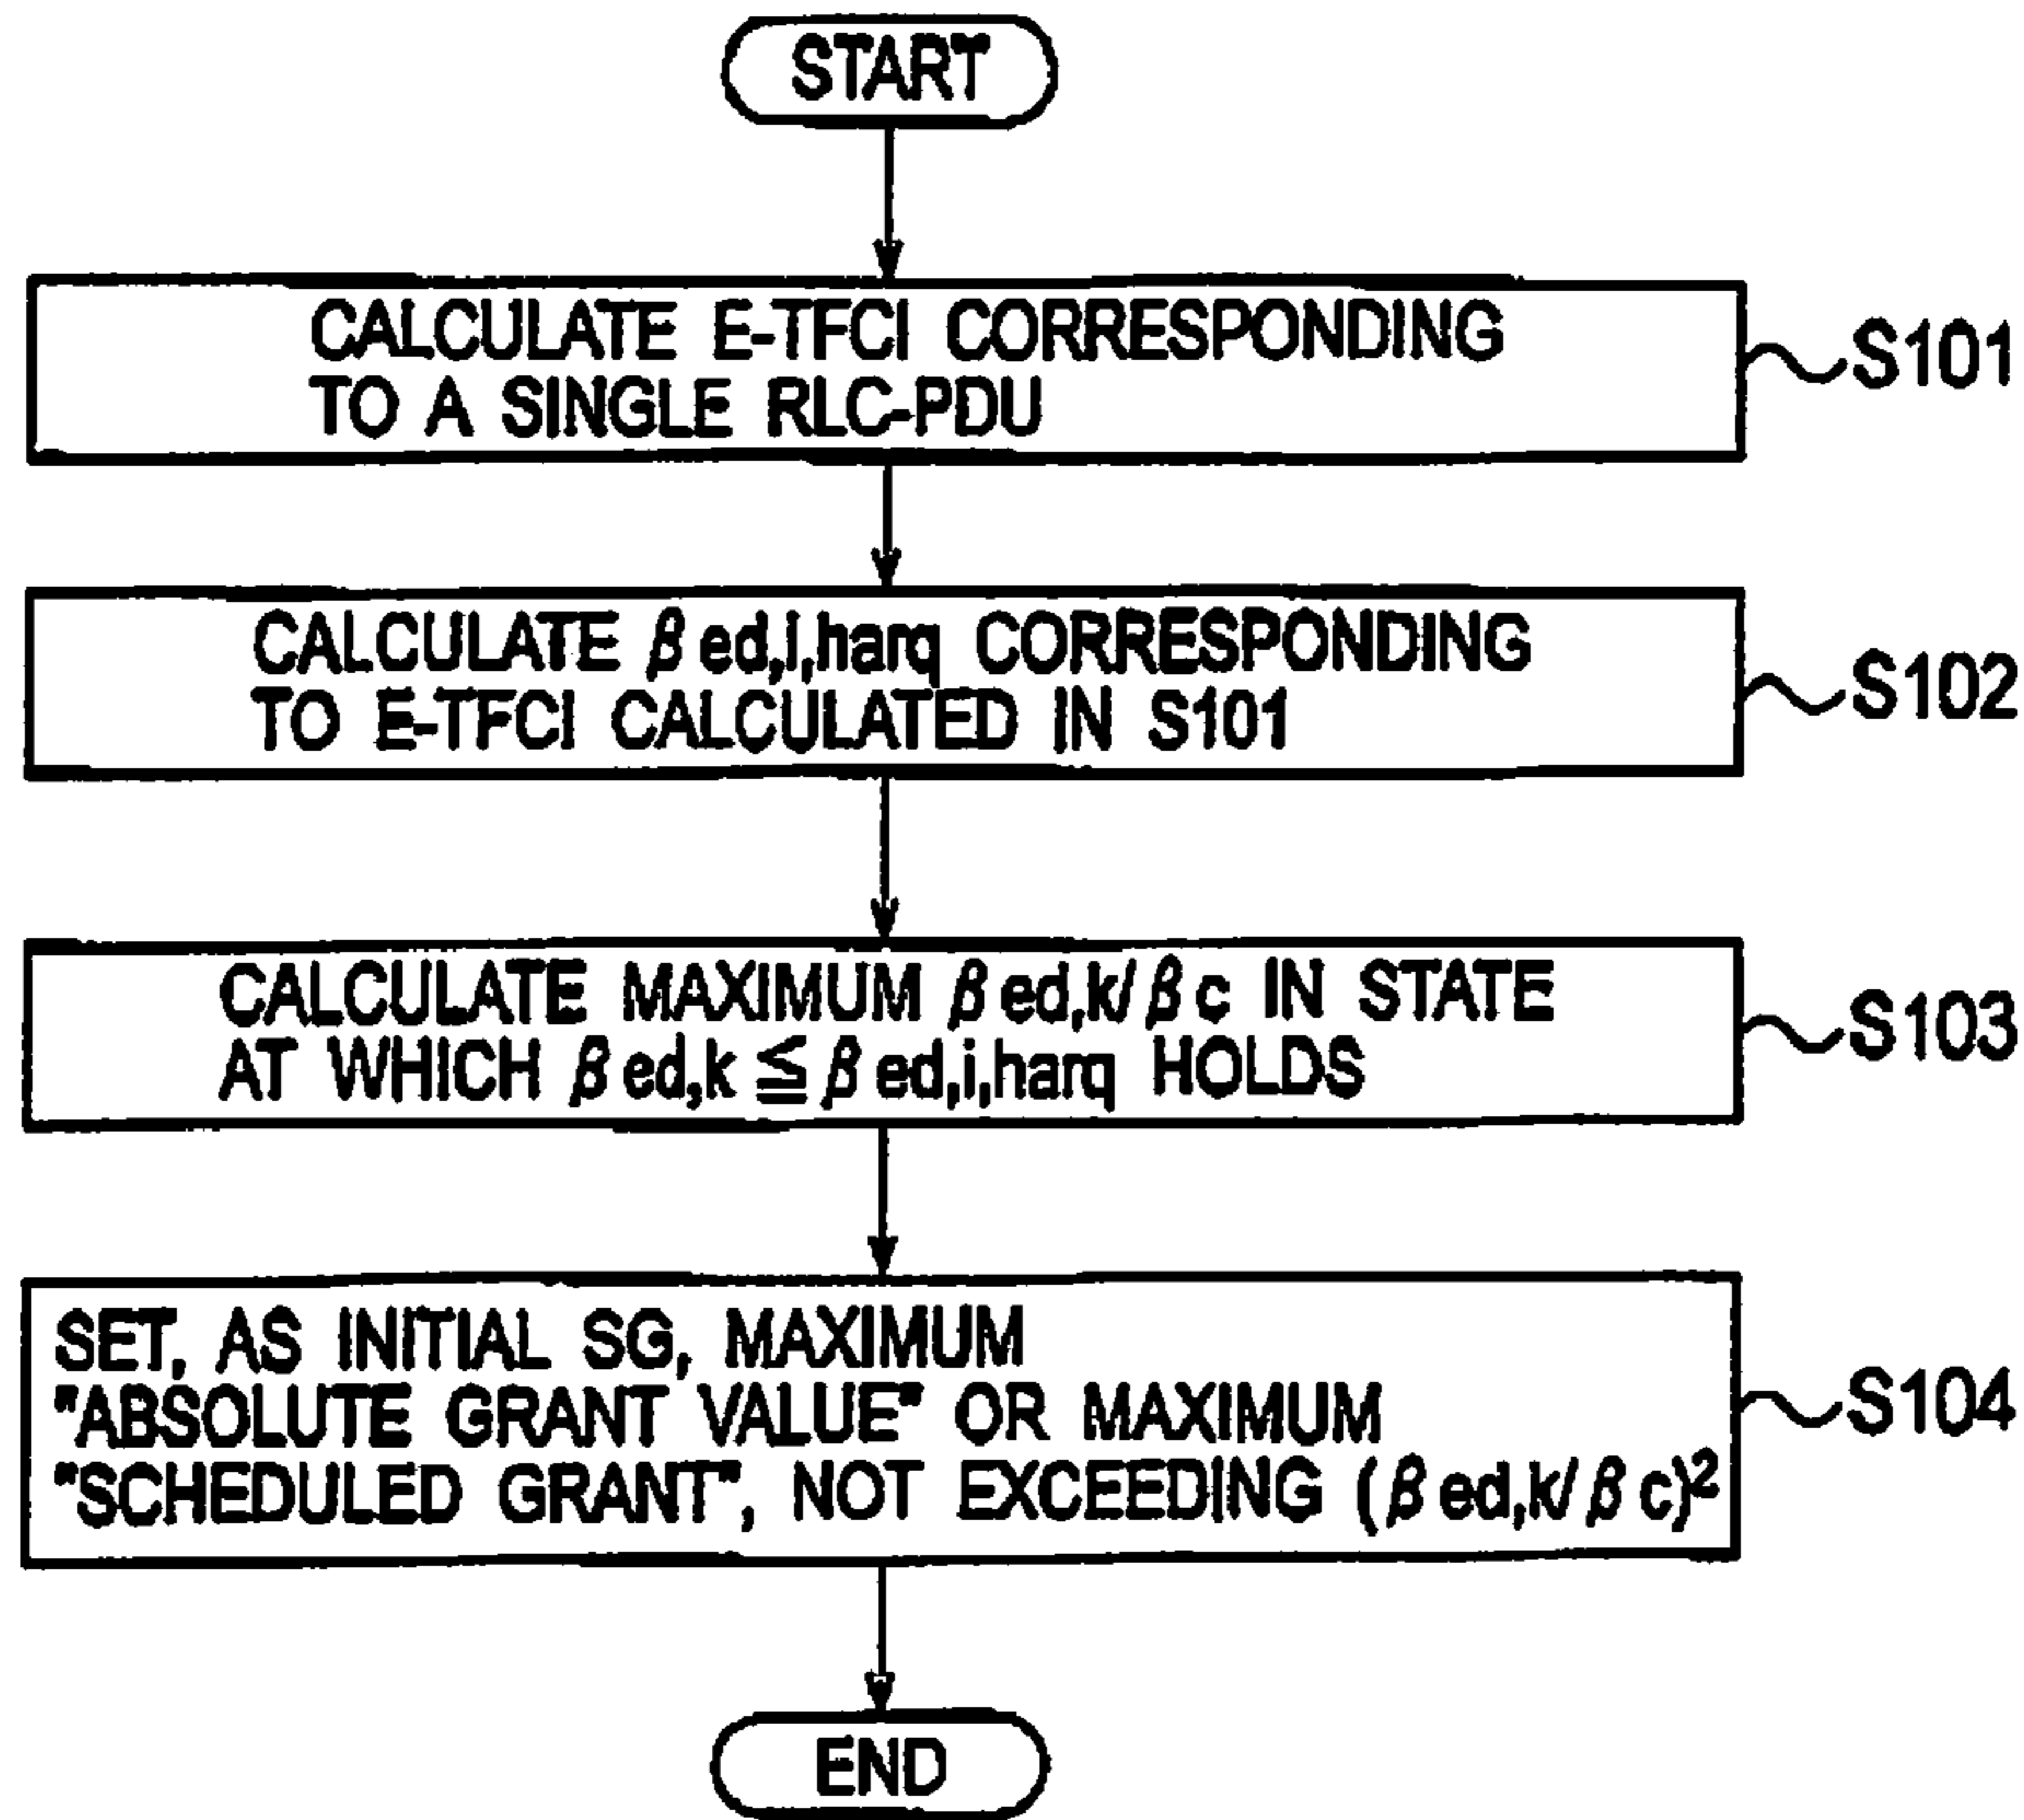 START
CALCULATE E-TFCI CORRESPONDING
TO A SINGLE RLC-PDU
S101
CALCULATE β ed,i,harq CORRESPONDING
TO E-TFCI CALCULATED IN S101
S102
CALCULATE MAXIMUM β ed,k/β c IN STATE
AT WHICH β ed,k ≦ β ed,i,harq HOLDS
S103
SET, AS INITIAL SG, MAXIMUM
"ABSOLUTE GRANT VALUE" OR MAXIMUM
"SCHEDULED GRANT", NOT EXCEEDING (β ed,k/β c)²
S104
END